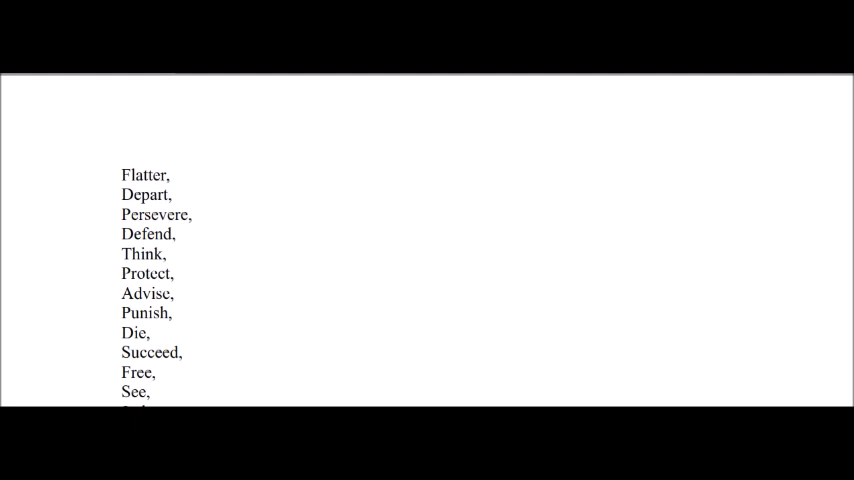 Flatter,
Depart,
Persevere,
Defend,
Think,
Protect,
Advise,
Punish,
Die,
Succeed,
Free,
See,